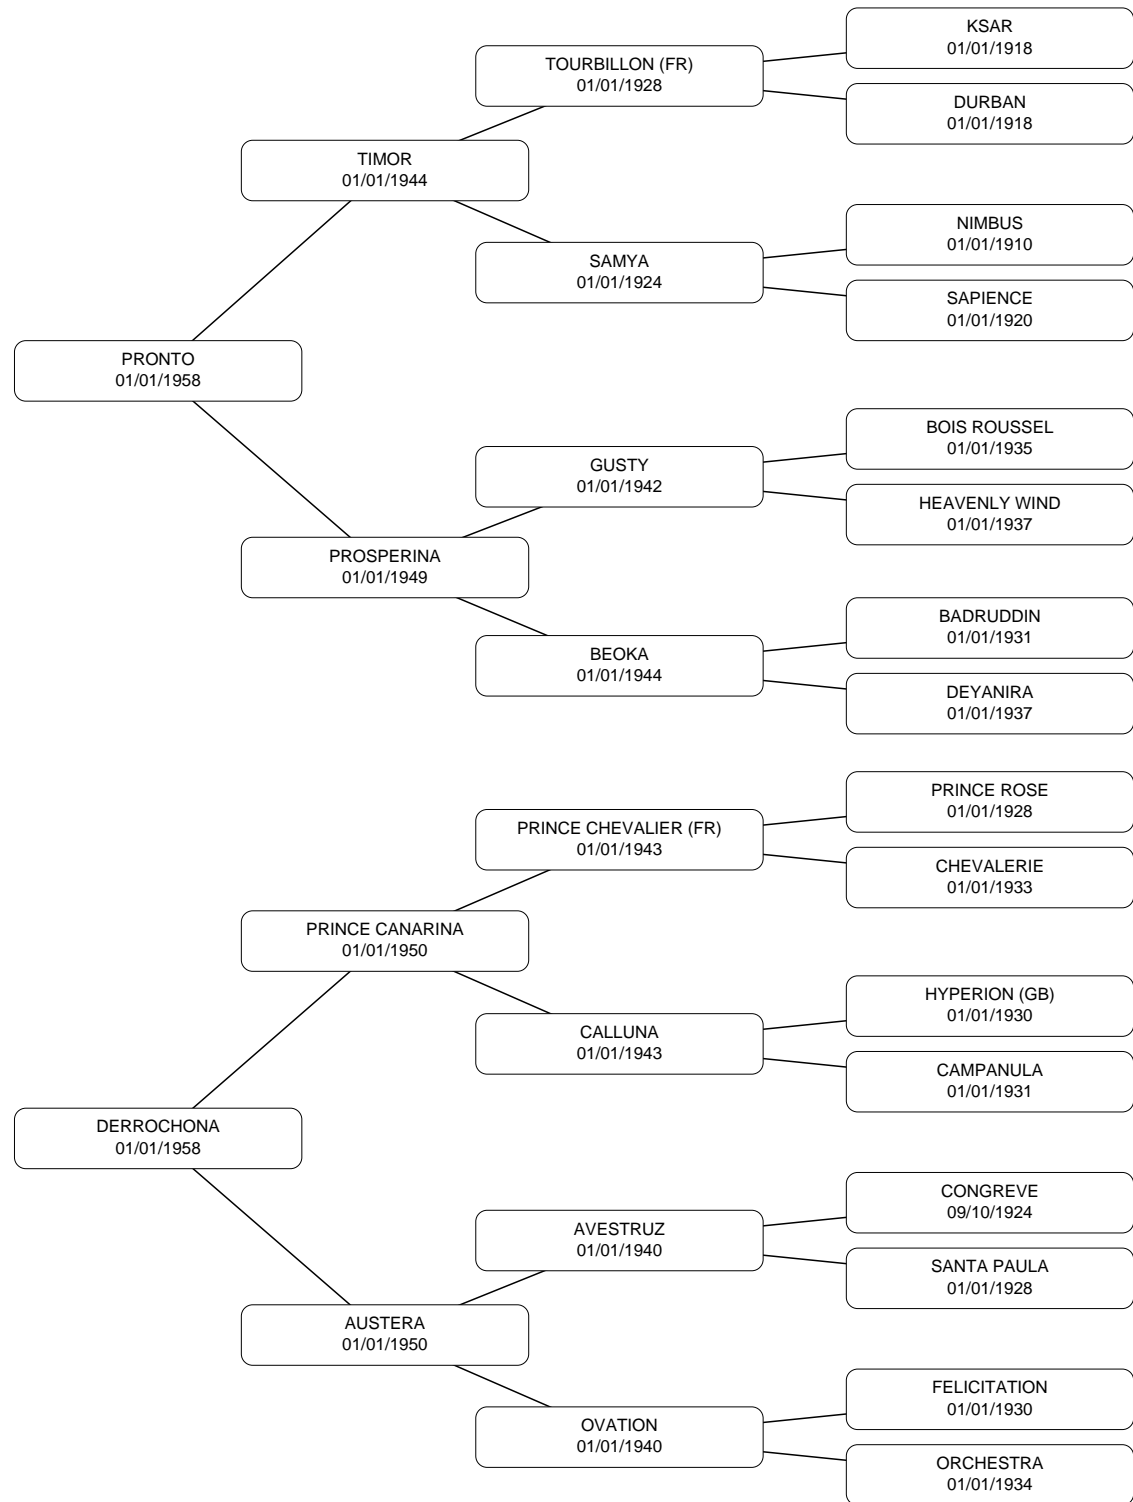 KSAR
01/01/1918
TOURBILLON (FR)
01/01/1928
DURBAN
01/01/1918
TIMOR
01/01/1944
NIMBUS
01/01/1910
SAMYA
01/01/1924
SAPIENCE
01/01/1920
PRONTO
01/01/1958
BOIS ROUSSEL
01/01/1935
GUSTY
01/01/1942
HEAVENLY WIND
01/01/1937
PROSPERINA
01/01/1949
BADRUDDIN
01/01/1931
BEOKA
01/01/1944
DEYANIRA
01/01/1937
PRINCE ROSE
01/01/1928
PRINCE CHEVALIER (FR)
01/01/1943
CHEVALERIE
01/01/1933
PRINCE CANARINA
01/01/1950
HYPERION (GB)
01/01/1930
CALLUNA
01/01/1943
CAMPANULA
01/01/1931
DERROCHONA
01/01/1958
CONGREVE
09/10/1924
AVESTRUZ
01/01/1940
SANTA PAULA
01/01/1928
AUSTERA
01/01/1950
FELICITATION
01/01/1930
OVATION
01/01/1940
ORCHESTRA
01/01/1934